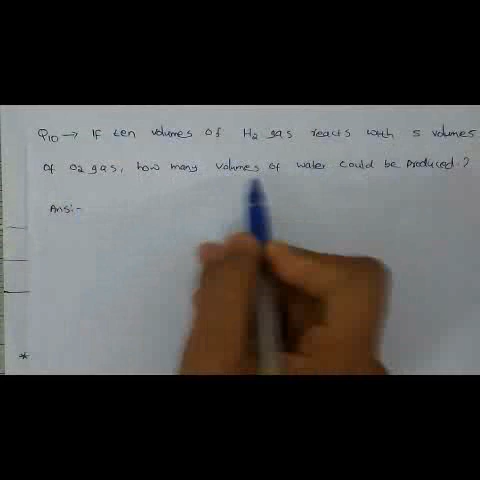 Q10 → If ten volumes of H2 gas reacts with 5 volumes
of O2 gas, how many volumes of water could be produced?
Ans:-
*